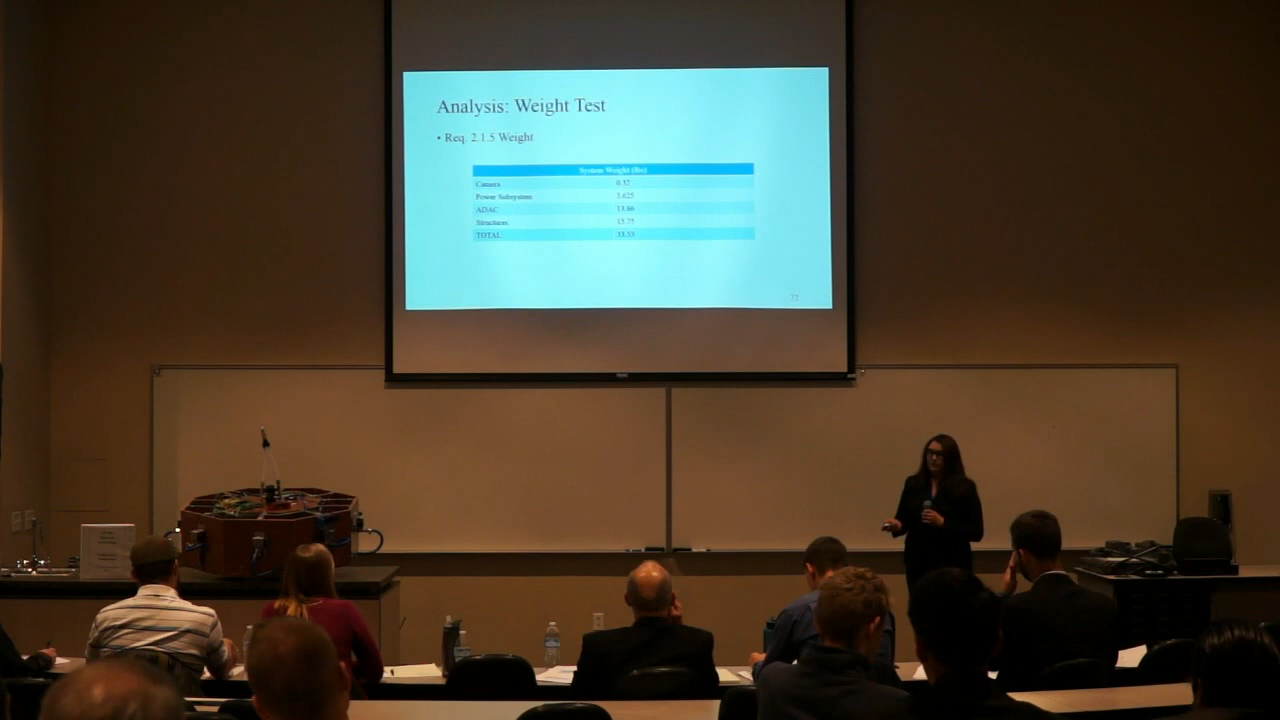 Analysis: Weight Test
• Req. 2.1.5 Weight
System Weight (lbs)
Camera 0.32
Power Subsystem 3.625
ADAC 13.86
Structures 15.75
TOTAL 33.55
72